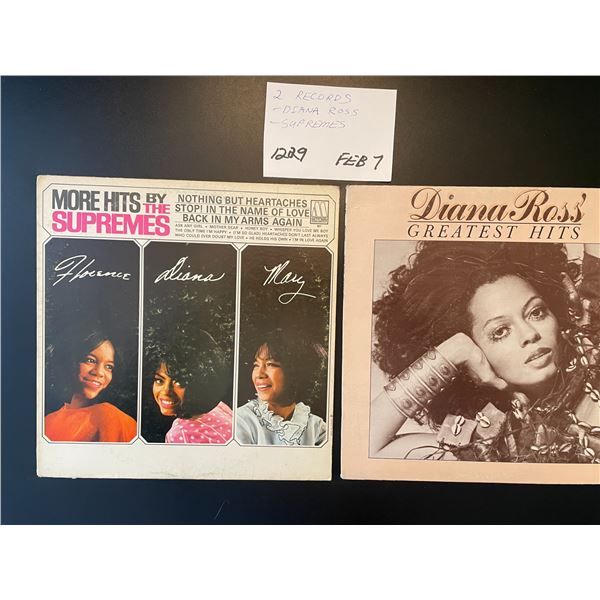 2 RECORDS
- DIANA ROSS
- SUPREMES
1229 FEB 7
MORE HITS BY THE SUPREMES
NOTHING BUT HEARTACHES
STOP! IN THE NAME OF LOVE
BACK IN MY ARMS AGAIN
ASK ANY GIRL • MOTHER DEAR • HONEY BOY • WHISPER YOU LOVE ME BOY
THE ONLY TIME I'M HAPPY • (I'M SO GLAD) HEARTACHES DON'T LAST ALWAYS
WHO COULD EVER DOUBT MY LOVE • HE HOLDS HIS OWN • I'M IN LOVE AGAIN
MOTOWN
Florence
Diana
Mary
Diana Ross'
GREATEST HITS